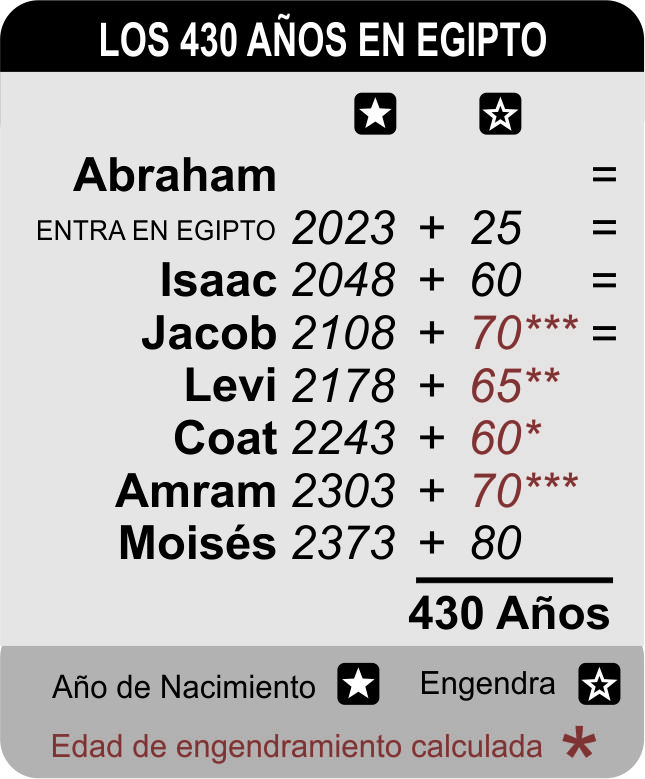 LOS 430 AÑOS EN EGIPTO
Abraham =
ENTRA EN EGIPTO 2023 + 25 =
Isaac 2048 + 60 =
Jacob 2108 + 70*** =
Levi 2178 + 65**
Coat 2243 + 60*
Amram 2303 + 70***
Moisés 2373 + 80
430 Años
Año de Nacimiento Engendra
Edad de engendramiento calculada *